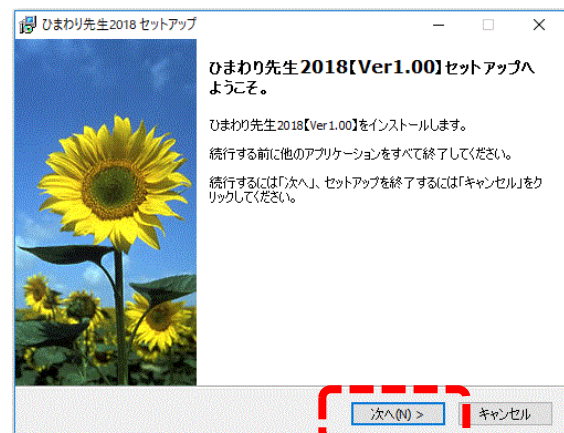 ひまわり先生2018 セットアップ
ひまわり先生2018【Ver1.00】セットアップへ
ようこそ。
ひまわり先生2018【Ver1.00】をインストールします。
続行する前に他のアプリケーションをすべて終了してください。
続行するには「次へ」、セットアップを終了するには「キャンセル」をク
リックしてください。
次へ(N) >
キャンセル